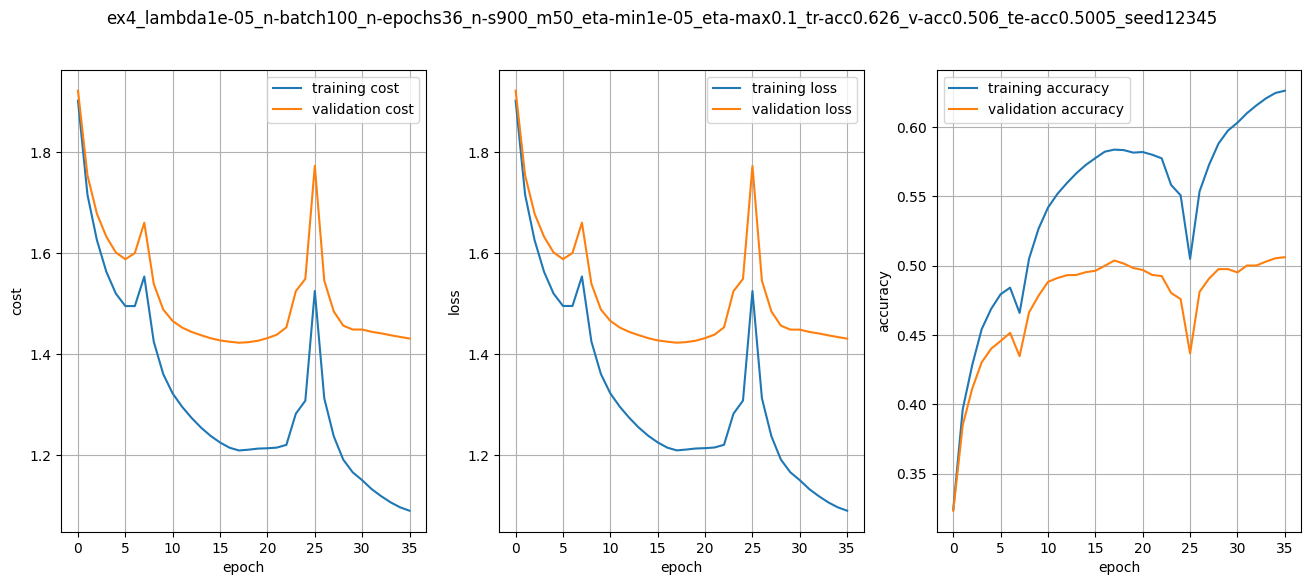 ex4_lambda1e-05_n-batch100_n-epochs36_n-s900_m50_eta-min1e-05_eta-max0.1_tr-acc0.626_v-acc0.506_te-acc0.5005_seed12345
training cost
validation cost
1.8
1.6
1.4
1.2
cost
0 5 10 15 20 25 30 35
epoch
training loss
validation loss
1.8
1.6
1.4
1.2
loss
0 5 10 15 20 25 30 35
epoch
training accuracy
validation accuracy
0.60
0.55
0.50
0.45
0.40
0.35
accuracy
0 5 10 15 20 25 30 35
epoch